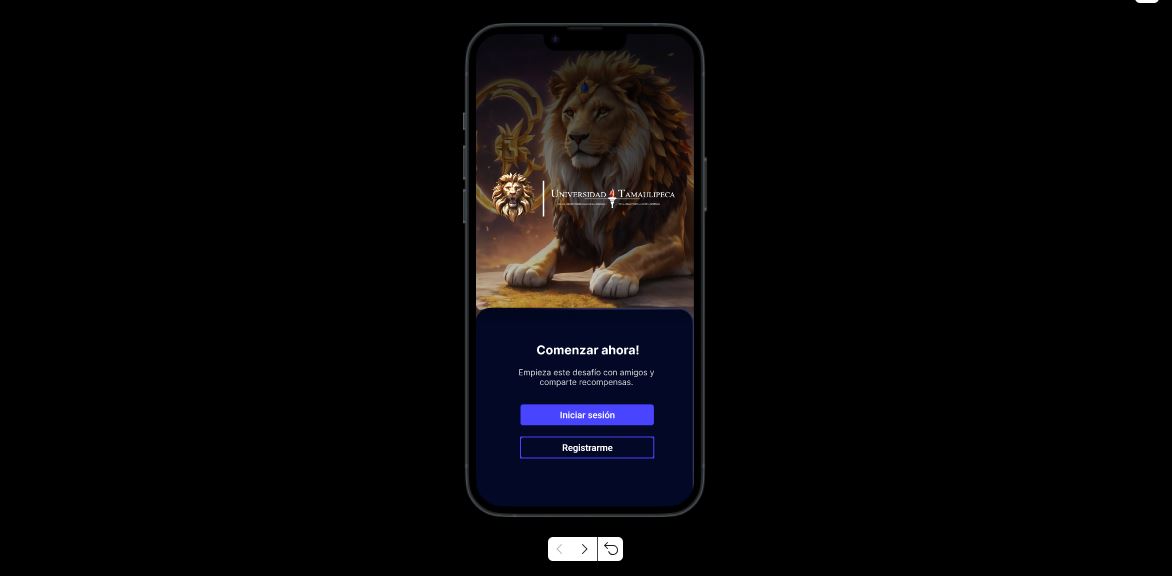 UNIVERSIDAD TAMAULIPECA
Comenzar ahora!
Empieza este desafío con amigos y
comparte recompensas.
Iniciar sesión
Registrarme